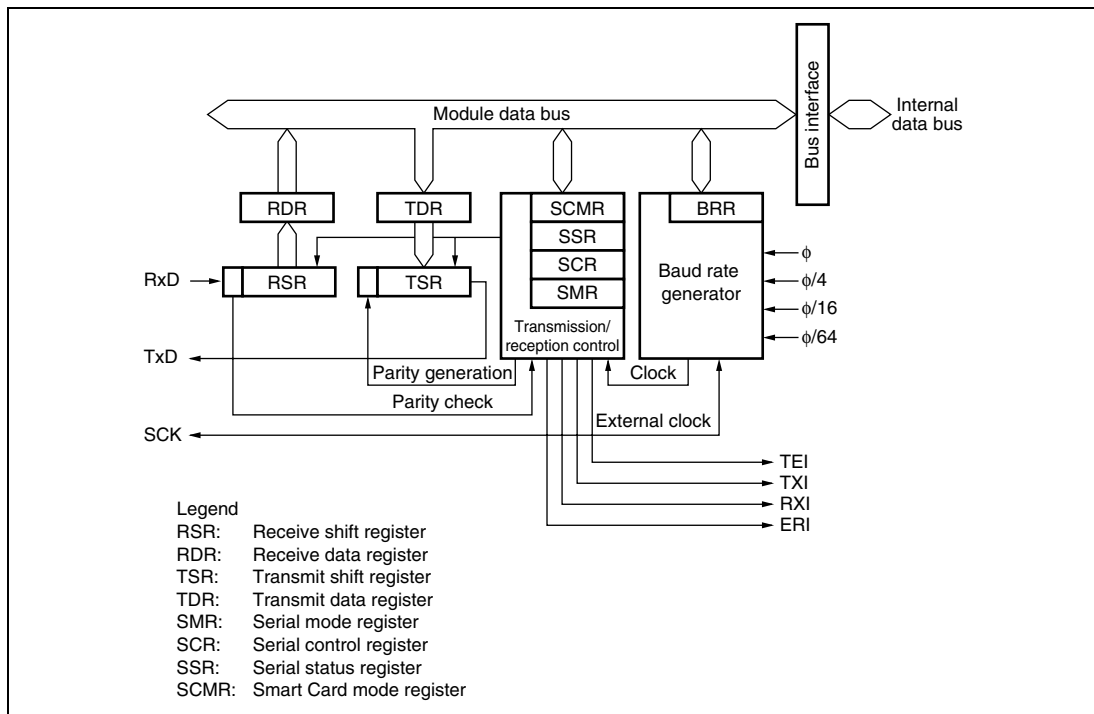 Module data bus
Bus interface
Internal
data bus
RDR
TDR
SCMR
BRR
SSR
SCR
SMR
RxD
RSR
TSR
Baud rate
generator
ϕ
ϕ/4
ϕ/16
ϕ/64
Transmission/
reception control
TxD
Parity generation
Clock
Parity check
SCK
External clock
TEI
TXI
RXI
ERI
Legend
RSR: Receive shift register
RDR: Receive data register
TSR: Transmit shift register
TDR: Transmit data register
SMR: Serial mode register
SCR: Serial control register
SSR: Serial status register
SCMR: Smart Card mode register